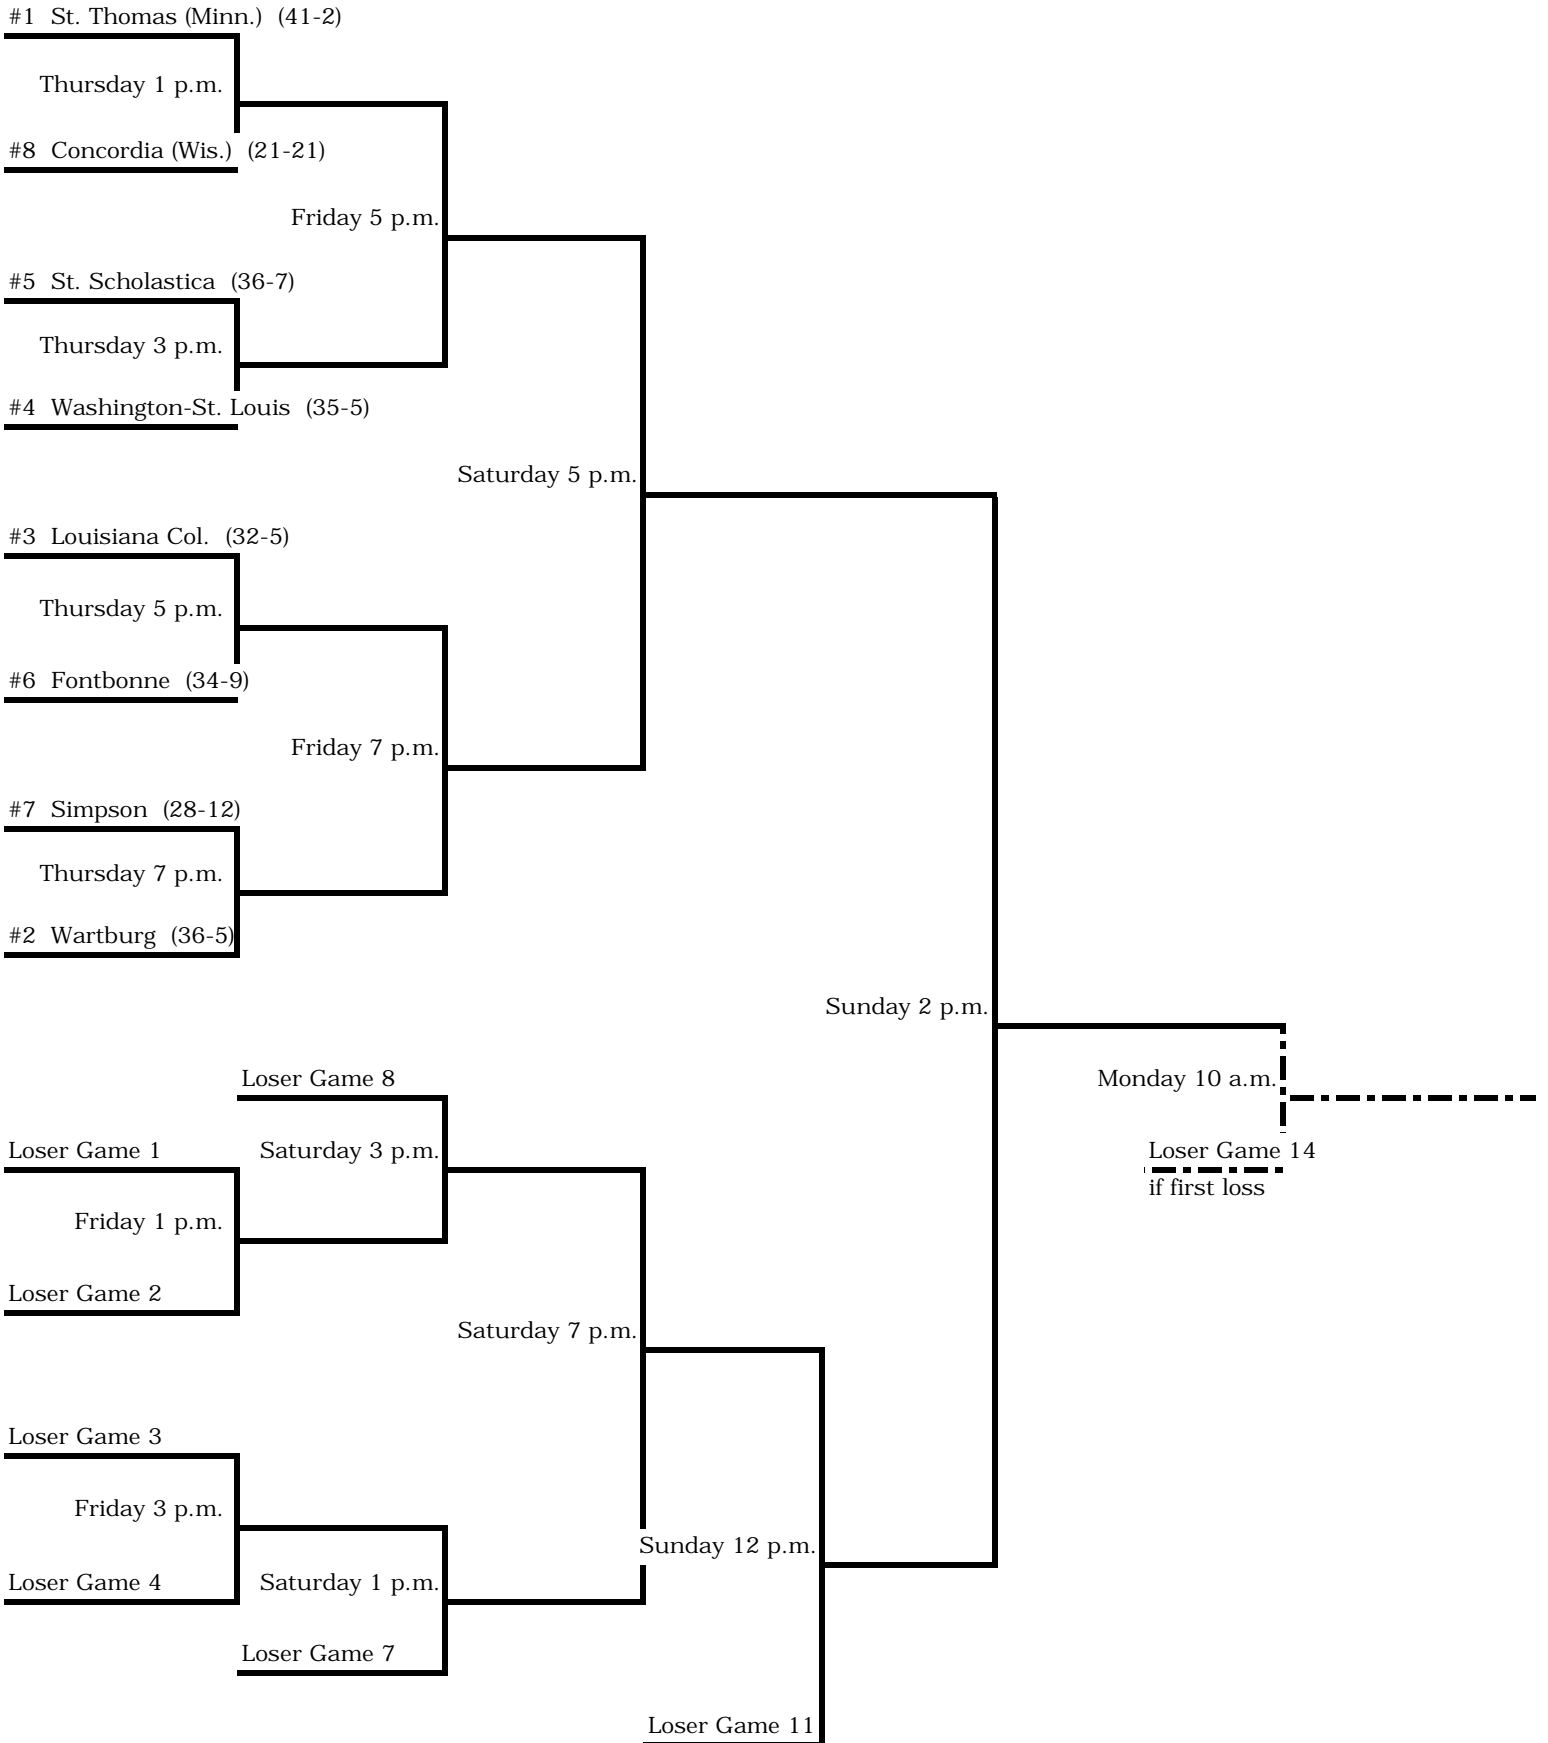 #1 St. Thomas (Minn.) (41-2)
Thursday 1 p.m.
#8 Concordia (Wis.) (21-21)
Friday 5 p.m.
#5 St. Scholastica (36-7)
Thursday 3 p.m.
#4 Washington-St. Louis (35-5)
Saturday 5 p.m.
#3 Louisiana Col. (32-5)
Thursday 5 p.m.
#6 Fontbonne (34-9)
Friday 7 p.m.
#7 Simpson (28-12)
Thursday 7 p.m.
#2 Wartburg (36-5)
Sunday 2 p.m.
Loser Game 8
Monday 10 a.m.
Loser Game 1
Saturday 3 p.m.
Loser Game 14
if first loss
Friday 1 p.m.
Loser Game 2
Saturday 7 p.m.
Loser Game 3
Friday 3 p.m.
Sunday 12 p.m.
Loser Game 4
Saturday 1 p.m.
Loser Game 7
Loser Game 11